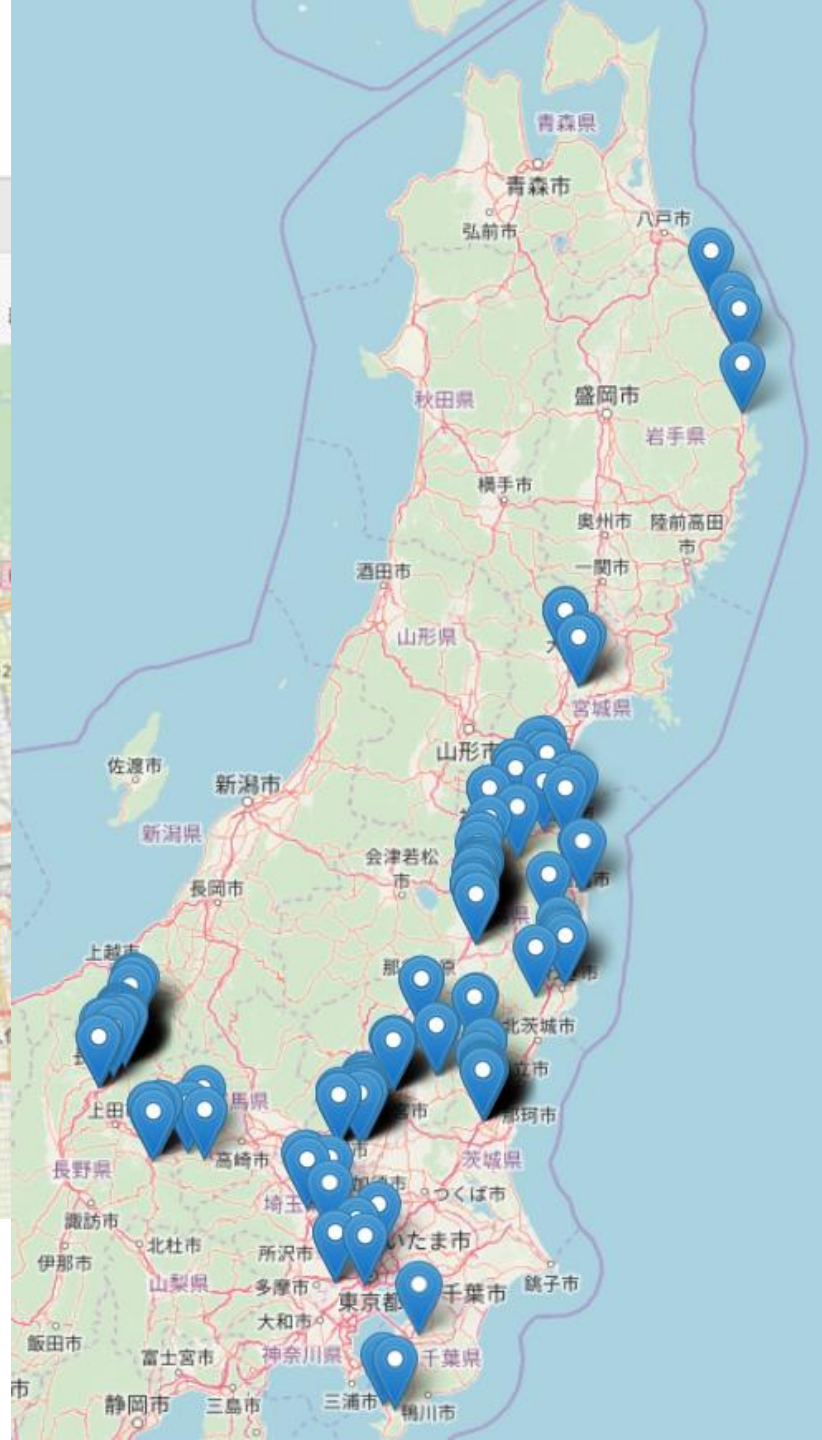 青森県
青森市
八戸市
弘前市
盛岡市
秋田県
岩手県
横手市
奥州市
陸前高田
市
一関市
酒田市
山形県
宮城県
山形市
佐渡市
新潟市
新潟県
会津若松
市
長岡市
上越市
北茨城市
那珂市
上田
高崎市
茨城県
長野県
つくば市
諏訪市
所沢市
いたま市
伊那市
北杜市
山梨県
多摩市
東京都
千葉市
銚子市
大和市
飯田市
富士宮市
神奈川県
千葉県
三浦市
鴨川市
静岡市
三島市
市